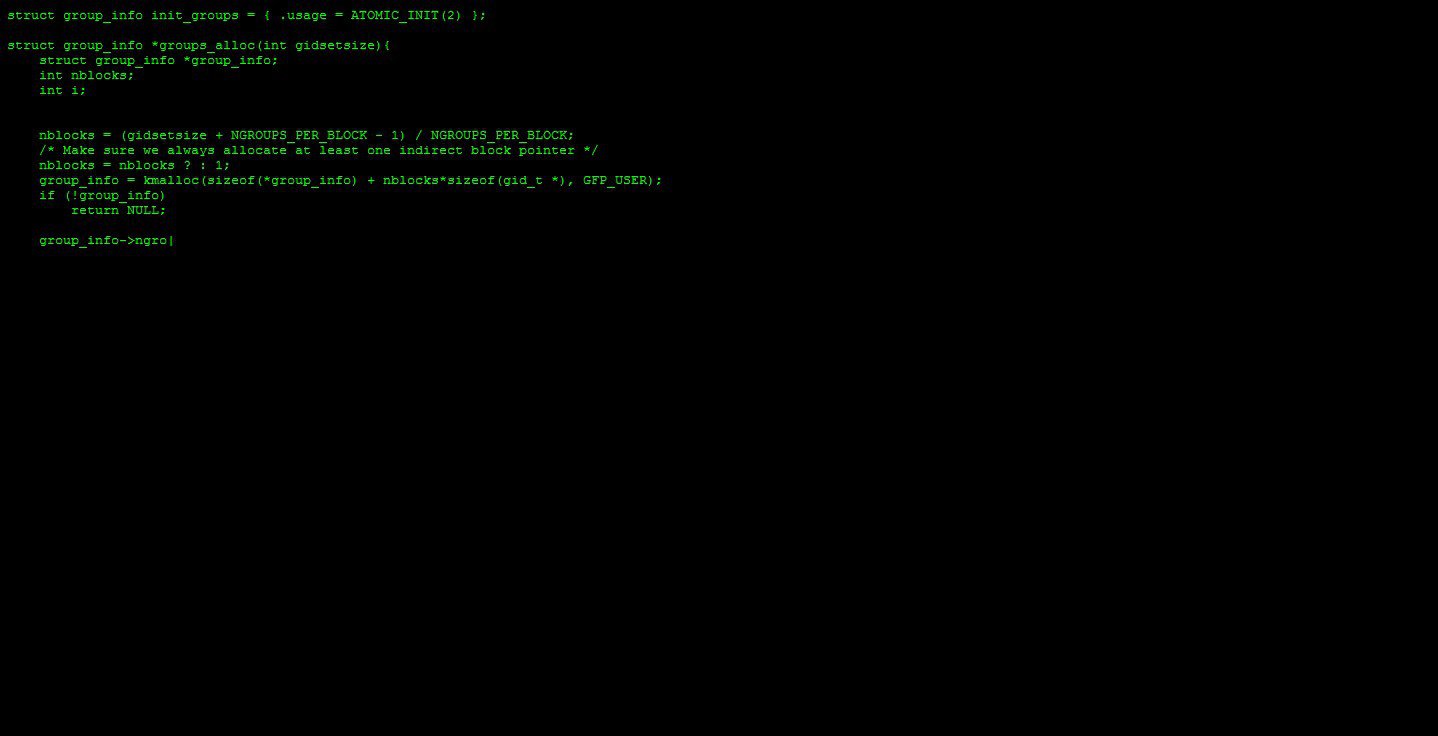 struct group_info init_groups = { .usage = ATOMIC_INIT(2) };
struct group_info *groups_alloc(int gidsetsize){
    struct group_info *group_info;
    int nblocks;
    int i;
    nblocks = (gidsetsize + NGROUPS_PER_BLOCK - 1) / NGROUPS_PER_BLOCK;
    /* Make sure we always allocate at least one indirect block pointer */
    nblocks = nblocks ? : 1;
    group_info = kmalloc(sizeof(*group_info) + nblocks*sizeof(gid_t *), GFP_USER);
    if (!group_info)
        return NULL;
    group_info->ngro|